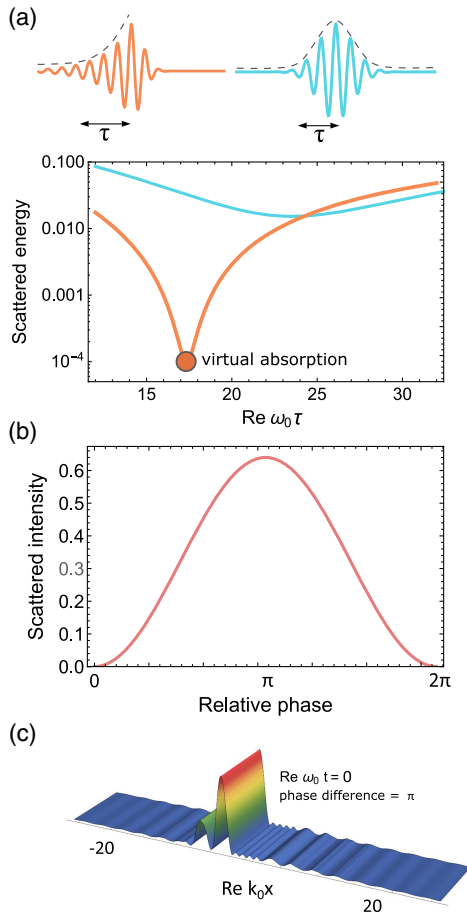 (a)
τ
τ
Scattered energy
0.100
0.010
0.001
10⁻⁴
virtual absorption
15
20
25
30
Re ω₀τ
(b)
Scattered intensity
0.6
0.5
0.4
0.3
0.2
0.1
0.0
0
π
2π
Relative phase
(c)
Re ω₀ t = 0
phase difference = π
-20
Re k₀x
20